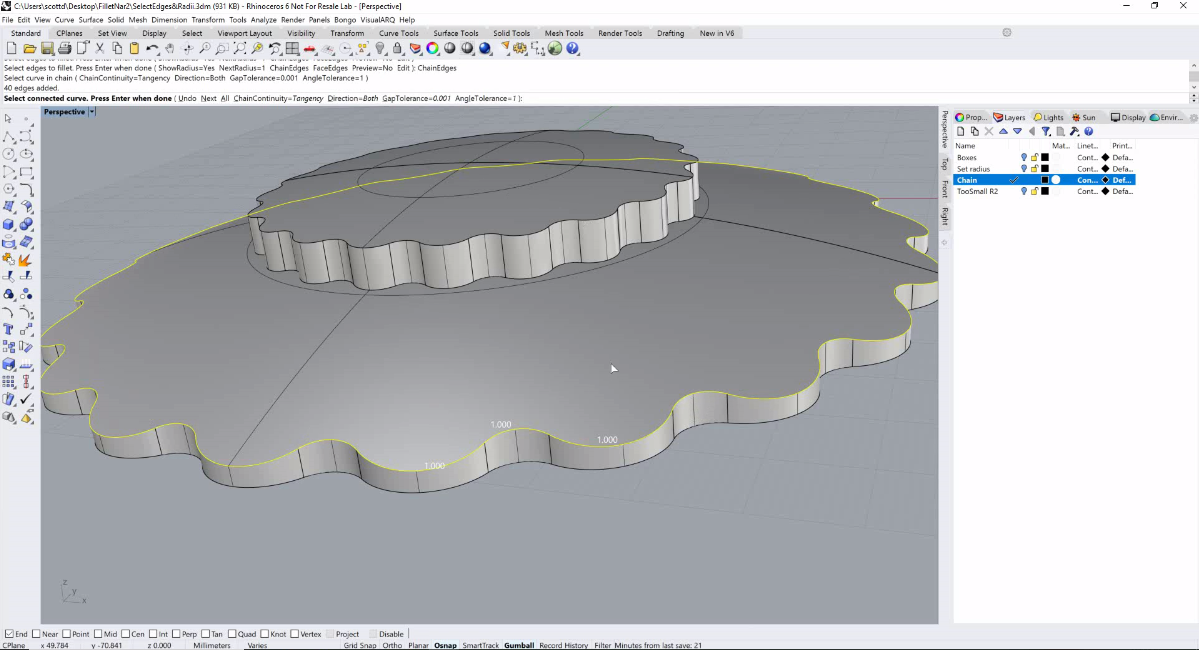 C:\Users\scottd\Desktop\FilletNar2\SelectEdges&Radii.3dm (931 KB) - Rhinoceros 6 Not For Resale Lab - [Perspective]
File Edit View Curve Surface Solid Mesh Dimension Transform Tools Analyze Render Panels Bongo VisualARQ Help
Standard CPlanes Set View Display Select Viewport Layout Visibility Transform Curve Tools Surface Tools Solid Tools Mesh Tools Render Tools Drafting New in V6
Select edges to fillet. Press Enter when done ( ShowRadius=Yes NextRadius=1 ChainEdges FaceEdges Preview=No Edit ): ChainEdges
Select curve in chain ( ChainContinuity=Tangency Direction=Both GapTolerance=0.001 AngleTolerance=1 )
40 edges added.
Select connected curve. Press Enter when done ( Undo Next All ChainContinuity=Tangency Direction=Both GapTolerance=0.001 AngleTolerance=1 ):
Perspective
Perspective
Top
Front
Right
Prop... Layers Lights Sun Display Envir...
Name Mat... Linet... Print...
Boxes Cont... Defa...
Set radius Cont... Defa...
Chain Con... Def...
TooSmall R2 Cont... Defa...
1.000
1.000
1.000
z
y
x
End Near Point Mid Cen Int Perp Tan Quad Knot Vertex Project Disable
CPlane x 49.784 y -70.841 z 0.000 Millimeters Varies Grid Snap Ortho Planar Osnap SmartTrack Gumball Record History Filter Minutes from last save: 21